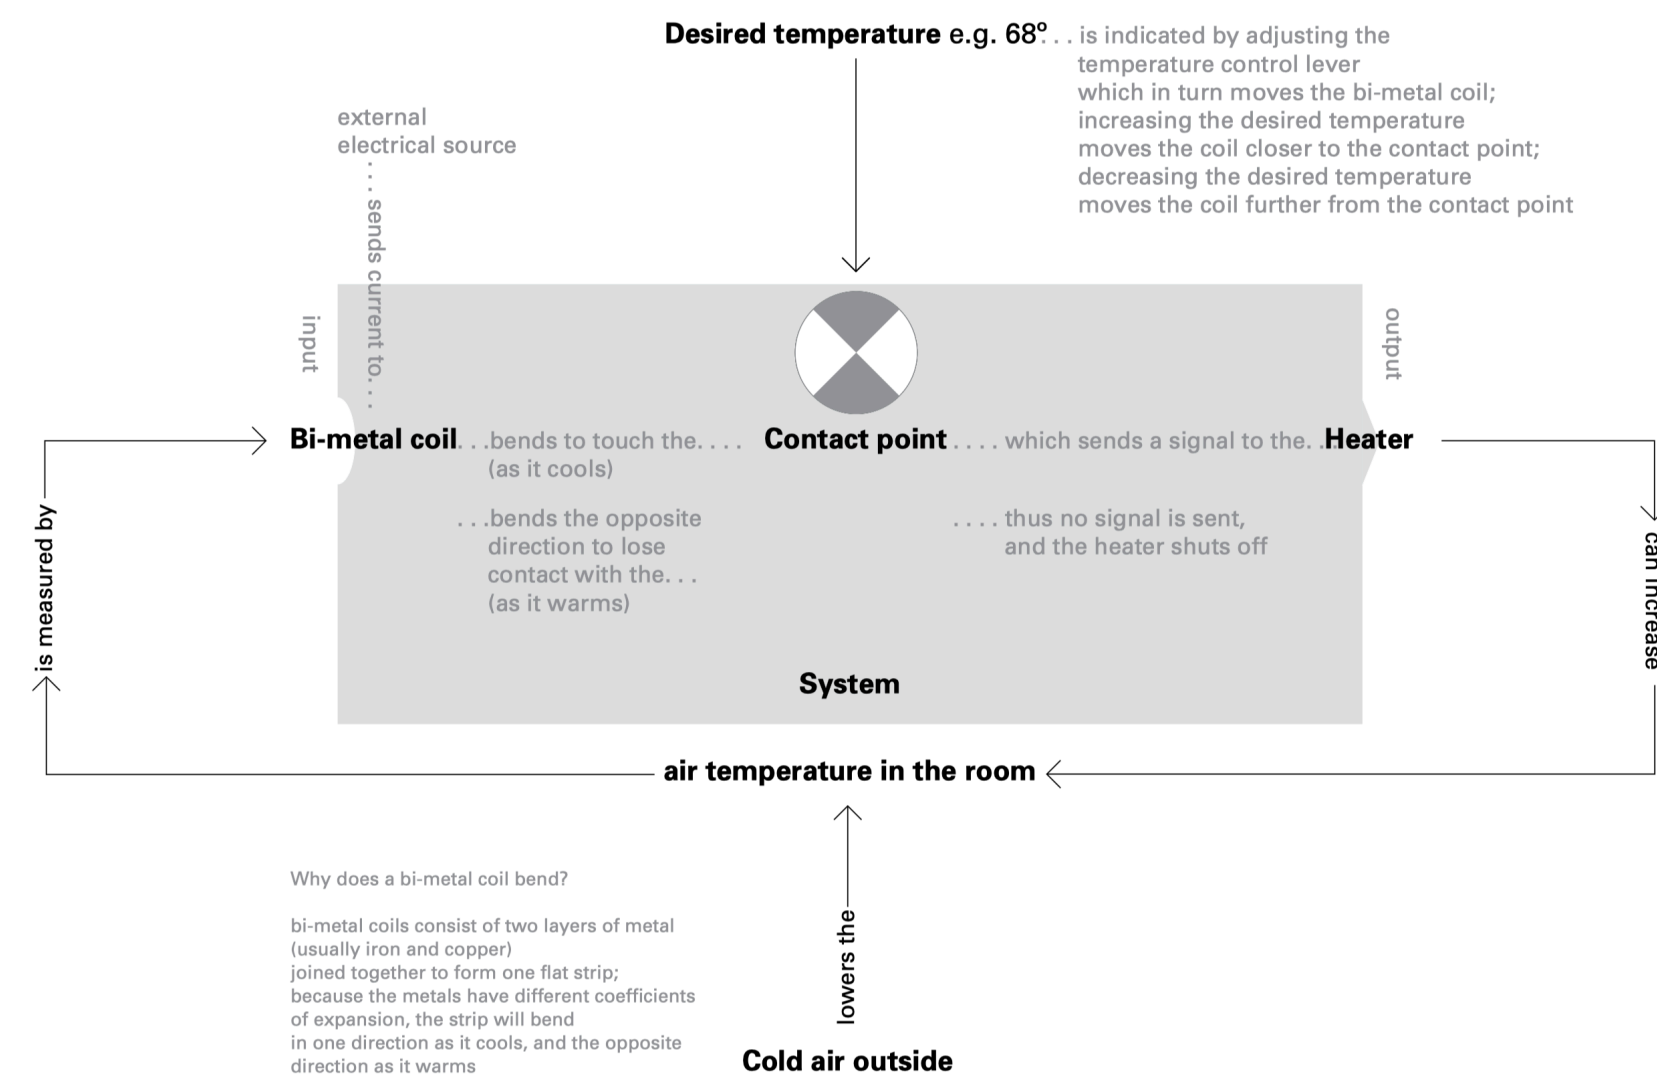 Desired temperature e.g. 68º. . . is indicated by adjusting the
temperature control lever
which in turn moves the bi-metal coil;
increasing the desired temperature
moves the coil closer to the contact point;
decreasing the desired temperature
moves the coil further from the contact point
external
electrical source
. . . sends current to. . .
input
output
Bi-metal coil. . .bends to touch the. . . . Contact point . . . . which sends a signal to the. . .Heater
(as it cools)
. . .bends the opposite
direction to lose
contact with the. . .
(as it warms)
. . . . thus no signal is sent,
and the heater shuts off
is measured by
can increase
System
air temperature in the room
lowers the
Cold air outside
Why does a bi-metal coil bend?
bi-metal coils consist of two layers of metal
(usually iron and copper)
joined together to form one flat strip;
because the metals have different coefficients
of expansion, the strip will bend
in one direction as it cools, and the opposite
direction as it warms